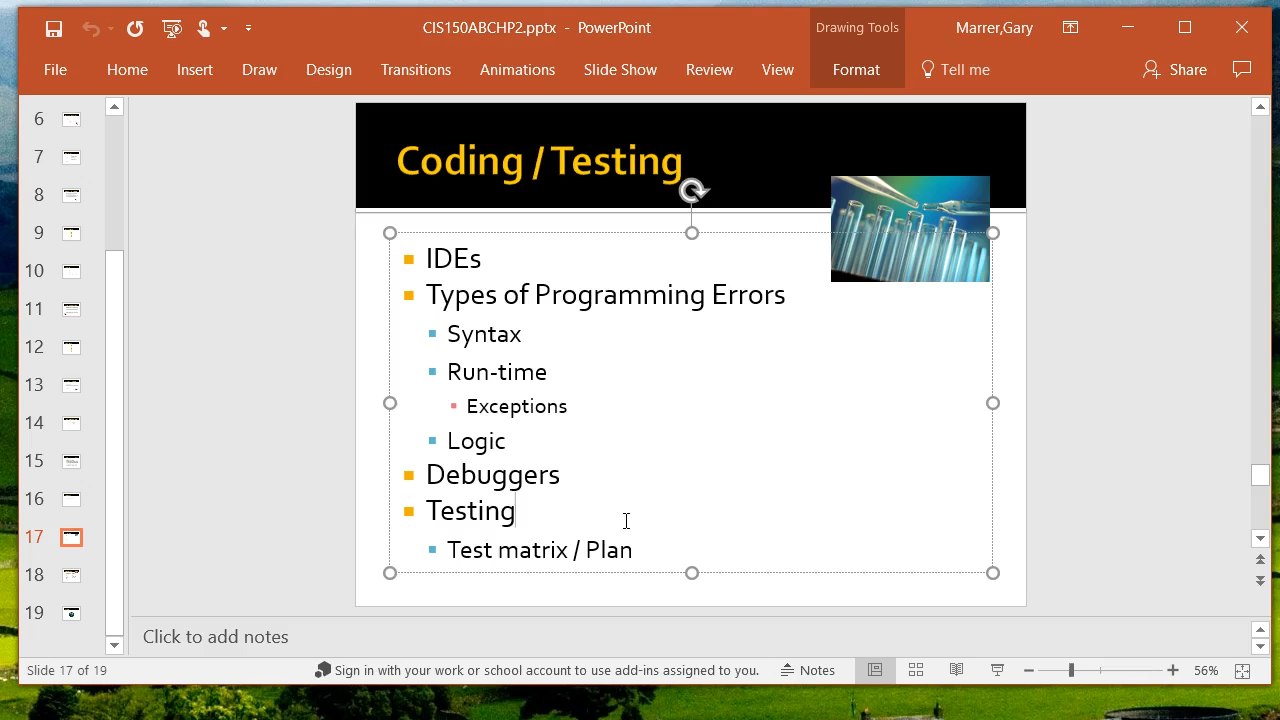 CIS150ABCHP2.pptx - PowerPoint
Drawing Tools
Marrer,Gary
File Home Insert Draw Design Transitions Animations Slide Show Review View Format Tell me Share
6
7
8
9
10
11
12
13
14
15
16
17
18
19
Coding / Testing
IDEs
Types of Programming Errors
Syntax
Run-time
Exceptions
Logic
Debuggers
Testing
Test matrix / Plan
Click to add notes
Slide 17 of 19 Sign in with your work or school account to use add-ins assigned to you. Notes 56%